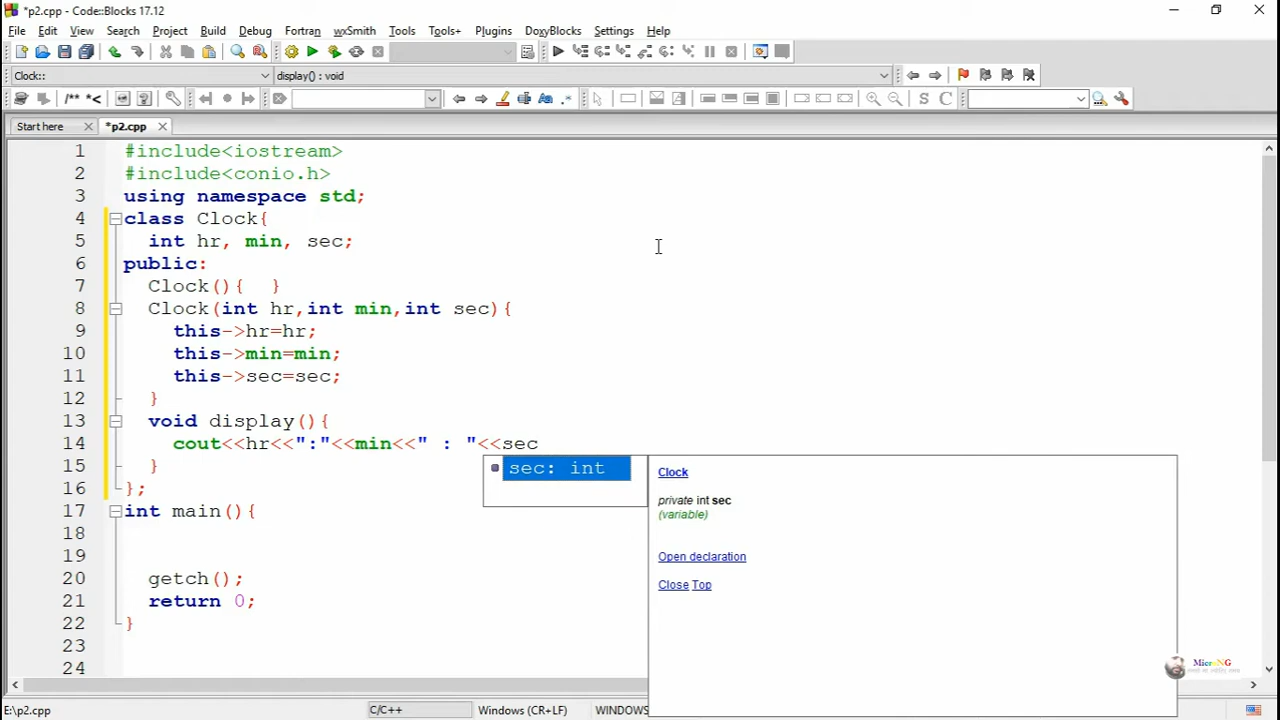 *p2.cpp - Code::Blocks 17.12
File Edit View Search Project Build Debug Fortran wxSmith Tools Tools+ Plugins DoxyBlocks Settings Help
Clock:: display() : void
/** *<
S C
Start here *p2.cpp
1 #include<iostream>
2 #include<conio.h>
3 using namespace std;
4 class Clock{
5 int hr, min, sec;
6 public:
7 Clock(){ }
8 Clock(int hr,int min,int sec){
9 this->hr=hr;
10 this->min=min;
11 this->sec=sec;
12 }
13 void display(){
14 cout<<hr<<":"<<min<<" : "<<sec
15 }
16 };
17 int main(){
18
19
20 getch();
21 return 0;
22 }
23
24
sec: int
Clock
private int sec
(variable)
Open declaration
Close Top
MicroNG
E:\p2.cpp C/C++ Windows (CR+LF) WINDOWS